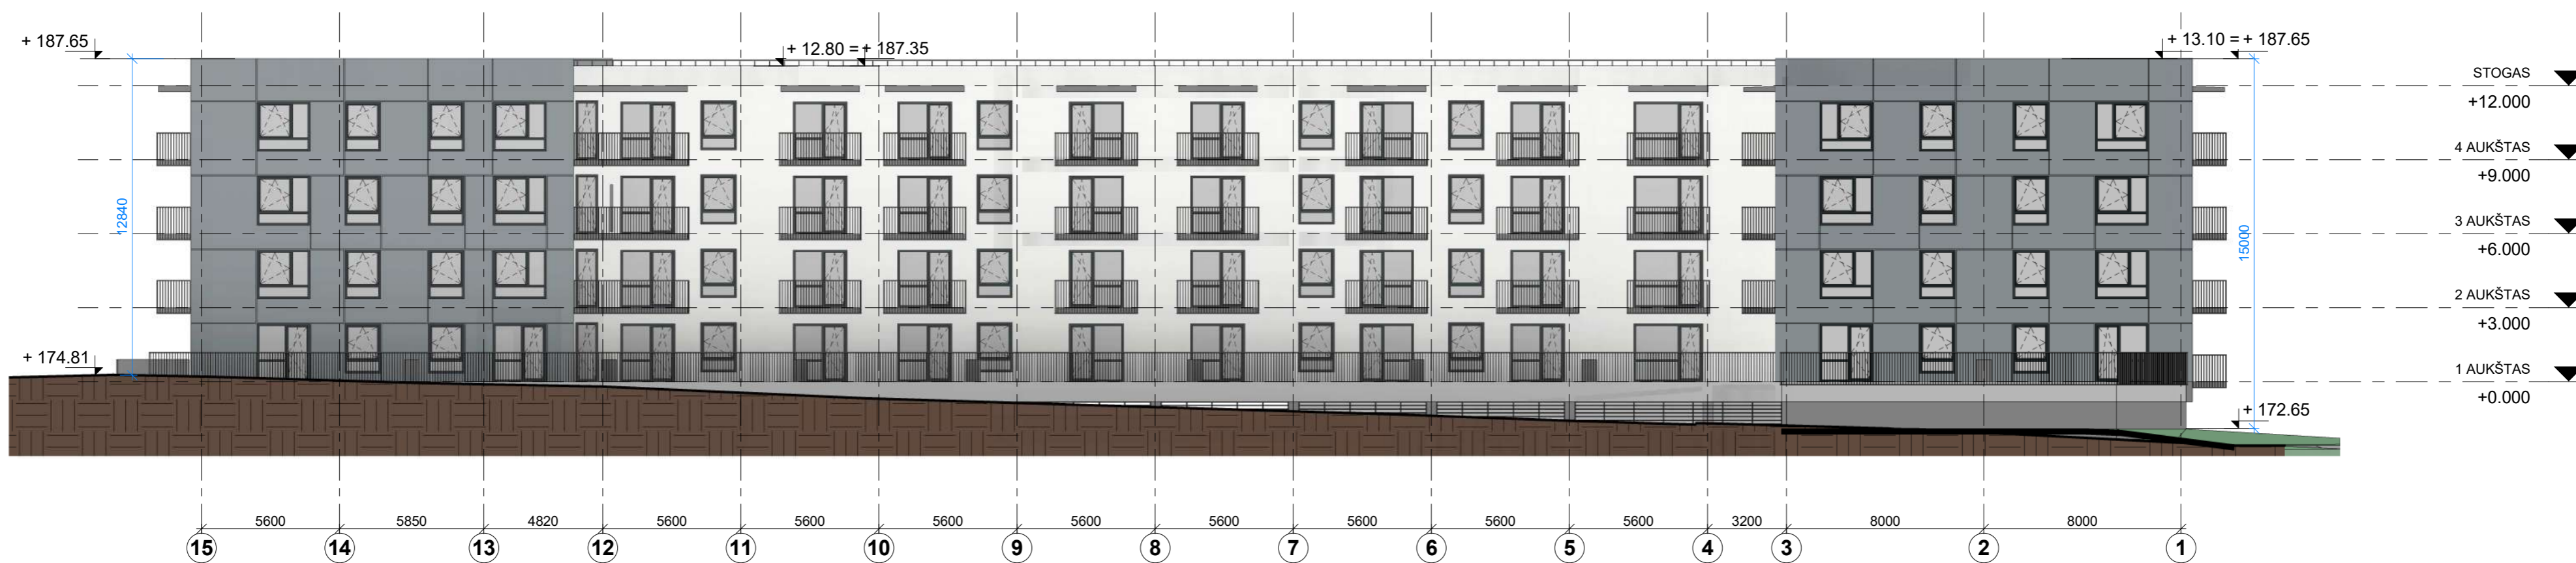 + 187.65
+ 12.80 = + 187.35
+ 13.10 = + 187.65
STOGAS
+12.000
4 AUKŠTAS
+9.000
12840
3 AUKŠTAS
15000
+6.000
2 AUKŠTAS
+3.000
+ 174.81
1 AUKŠTAS
+0.000
+ 172.65
5600 5850 4820 5600 5600 5600 5600 5600 5600 5600 5600 3200 8000 8000
15 14 13 12 11 10 9 8 7 6 5 4 3 2 1